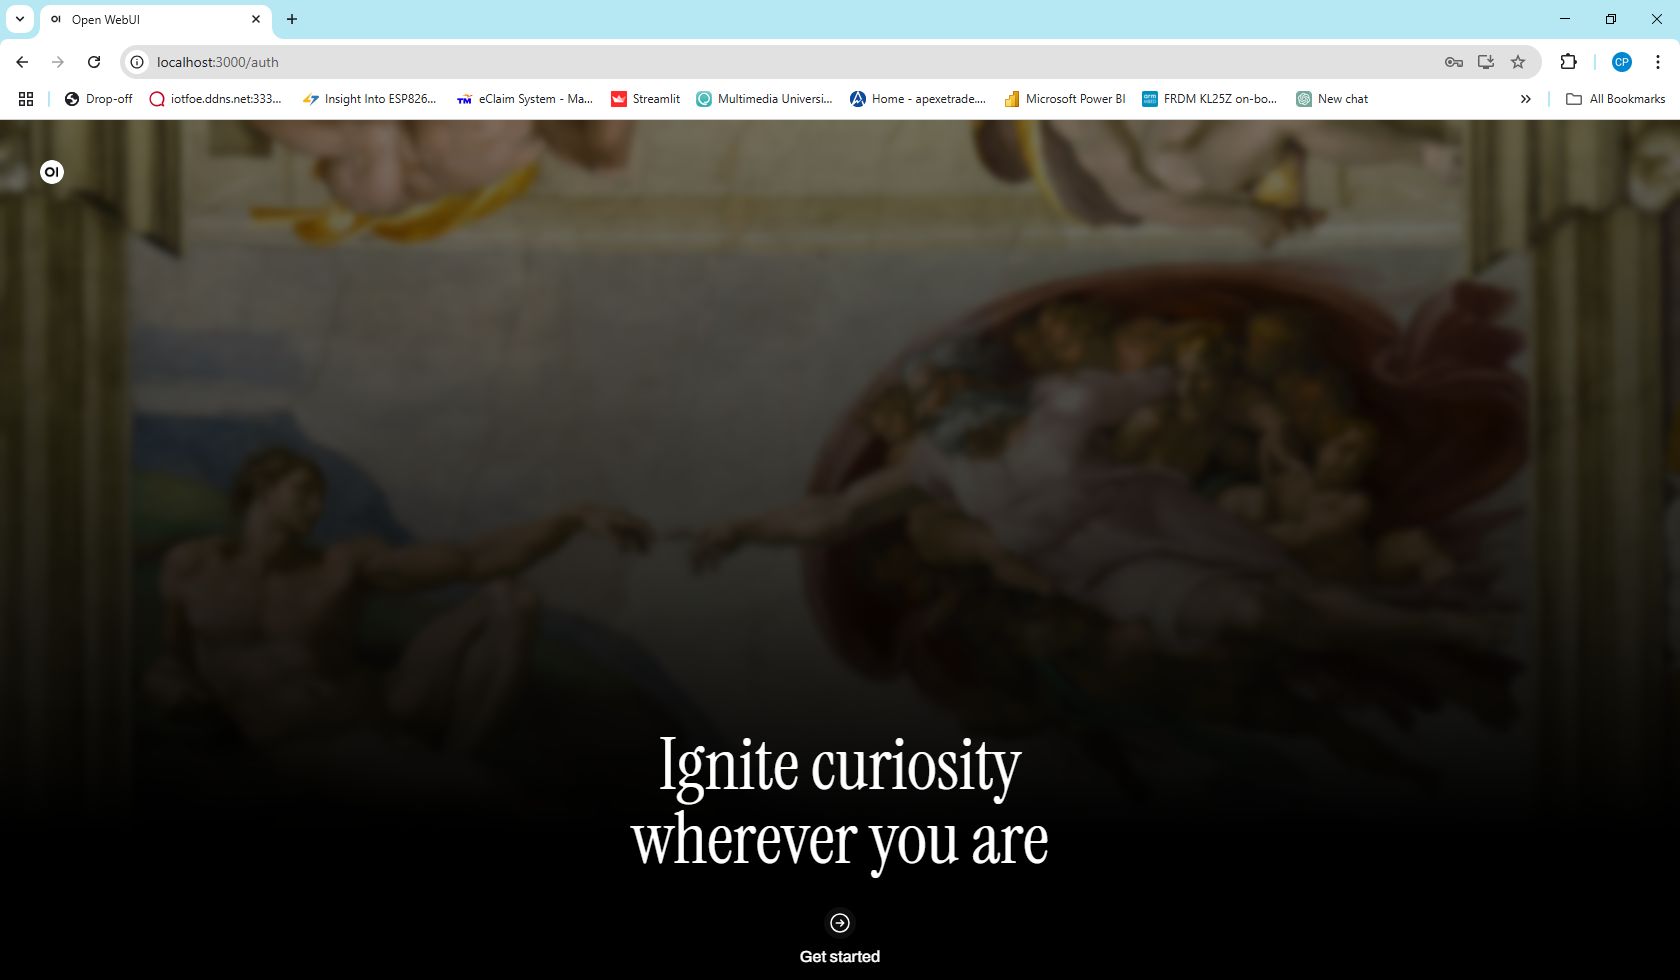 Open WebUI
localhost:3000/auth
CP
Drop-off
iotfoe.ddns.net:333...
Insight Into ESP826...
TM
eClaim System - Ma...
Streamlit
Multimedia Universi...
Home - apexetrade....
Microsoft Power BI
arm
FRDM KL25Z on-bo...
New chat
All Bookmarks
OI
Ignite curiosity
wherever you are
Get started